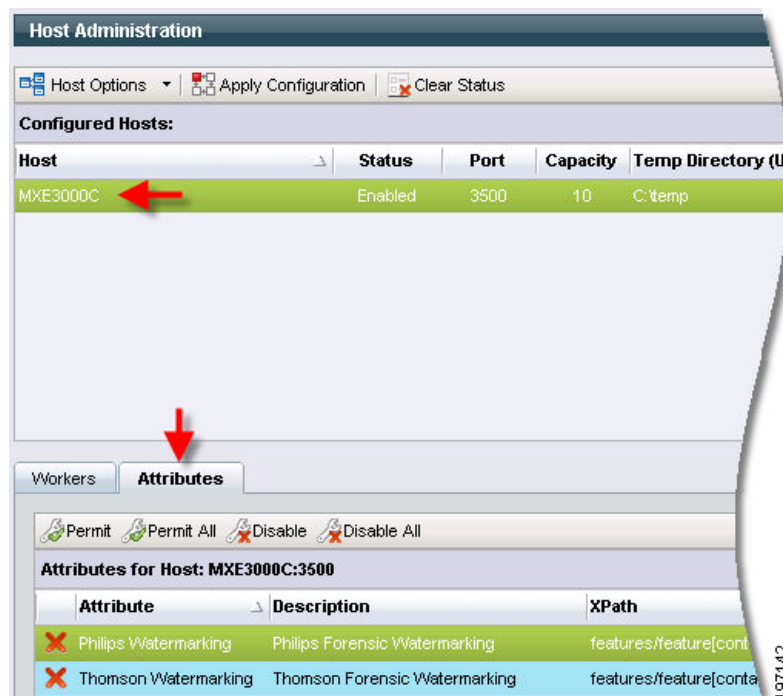 Host Administration
Host Options Apply Configuration Clear Status
Configured Hosts:
Host Status Port Capacity Temp Directory (U
MXE3000C Enabled 3500 10 C:\temp
Workers Attributes
Permit Permit All Disable Disable All
Attributes for Host: MXE3000C:3500
Attribute Description XPath
Philips Watermarking Philips Forensic Watermarking features/feature[cont
Thomson Watermarking Thomson Forensic Watermarking features/feature[conta